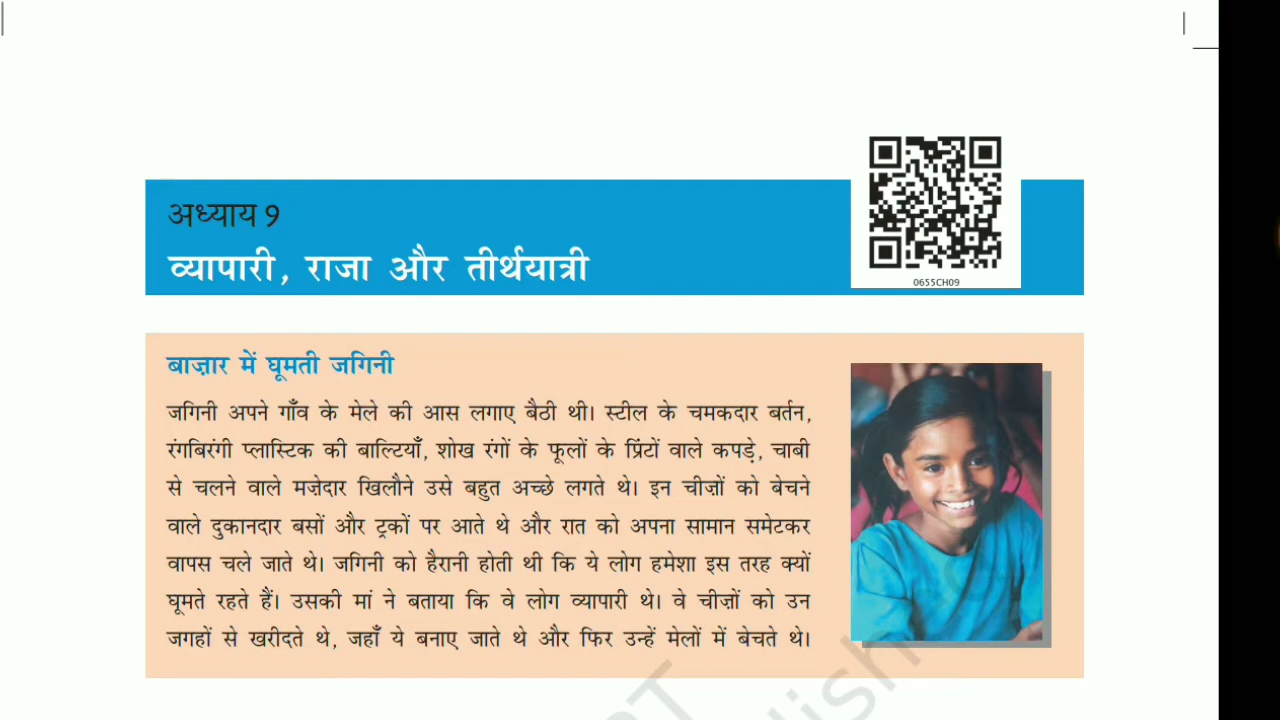 अध्याय 9
व्यापारी, राजा और तीर्थयात्री
0655CH09
बाज़ार में घूमती जगिनी
जगिनी अपने गाँव के मेले की आस लगाए बैठी थी। स्टील के चमकदार बर्तन,
रंगबिरंगी प्लास्टिक की बाल्टियाँ, शोख रंगों के फूलों के प्रिंटों वाले कपड़े, चाबी
से चलने वाले मज़ेदार खिलौने उसे बहुत अच्छे लगते थे। इन चीज़ों को बेचने
वाले दुकानदार बसों और ट्रकों पर आते थे और रात को अपना सामान समेटकर
वापस चले जाते थे। जगिनी को हैरानी होती थी कि ये लोग हमेशा इस तरह क्यों
घूमते रहते हैं। उसकी मां ने बताया कि वे लोग व्यापारी थे। वे चीज़ों को उन
जगहों से खरीदते थे, जहाँ ये बनाए जाते थे और फिर उन्हें मेलों में बेचते थे।